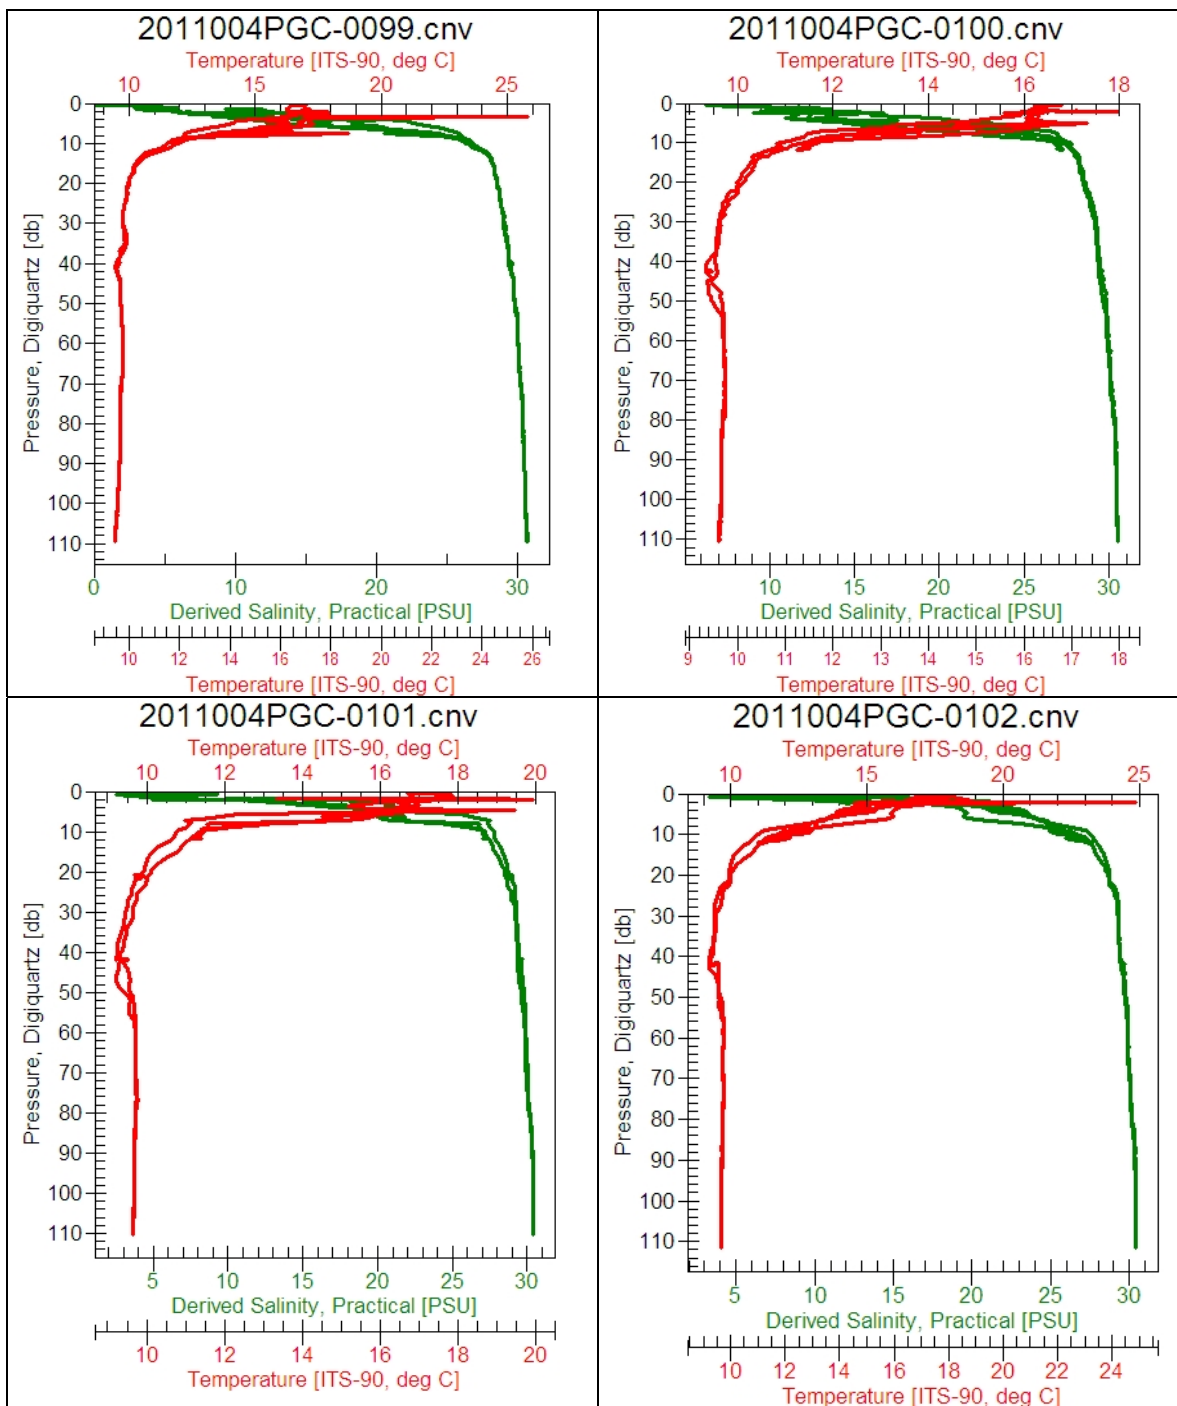 2011004PGC-0099.cnv
Temperature [ITS-90, deg C]
10 15 20 25
0
10
20
30
40
50
60
70
80
90
100
110
Pressure, Digiquartz [db]
0 10 20 30
Derived Salinity, Practical [PSU]
10 12 14 16 18 20 22 24 26
Temperature [ITS-90, deg C]
2011004PGC-0100.cnv
Temperature [ITS-90, deg C]
10 12 14 16 18
0
10
20
30
40
50
60
70
80
90
100
110
Pressure, Digiquartz [db]
10 15 20 25 30
Derived Salinity, Practical [PSU]
9 10 11 12 13 14 15 16 17 18
Temperature [ITS-90, deg C]
2011004PGC-0101.cnv
Temperature [ITS-90, deg C]
10 12 14 16 18 20
0
10
20
30
40
50
60
70
80
90
100
110
Pressure, Digiquartz [db]
5 10 15 20 25 30
Derived Salinity, Practical [PSU]
10 12 14 16 18 20
Temperature [ITS-90, deg C]
2011004PGC-0102.cnv
Temperature [ITS-90, deg C]
10 15 20 25
0
10
20
30
40
50
60
70
80
90
100
110
Pressure, Digiquartz [db]
5 10 15 20 25 30
Derived Salinity, Practical [PSU]
10 12 14 16 18 20 22 24
Temperature [ITS-90, deg C]